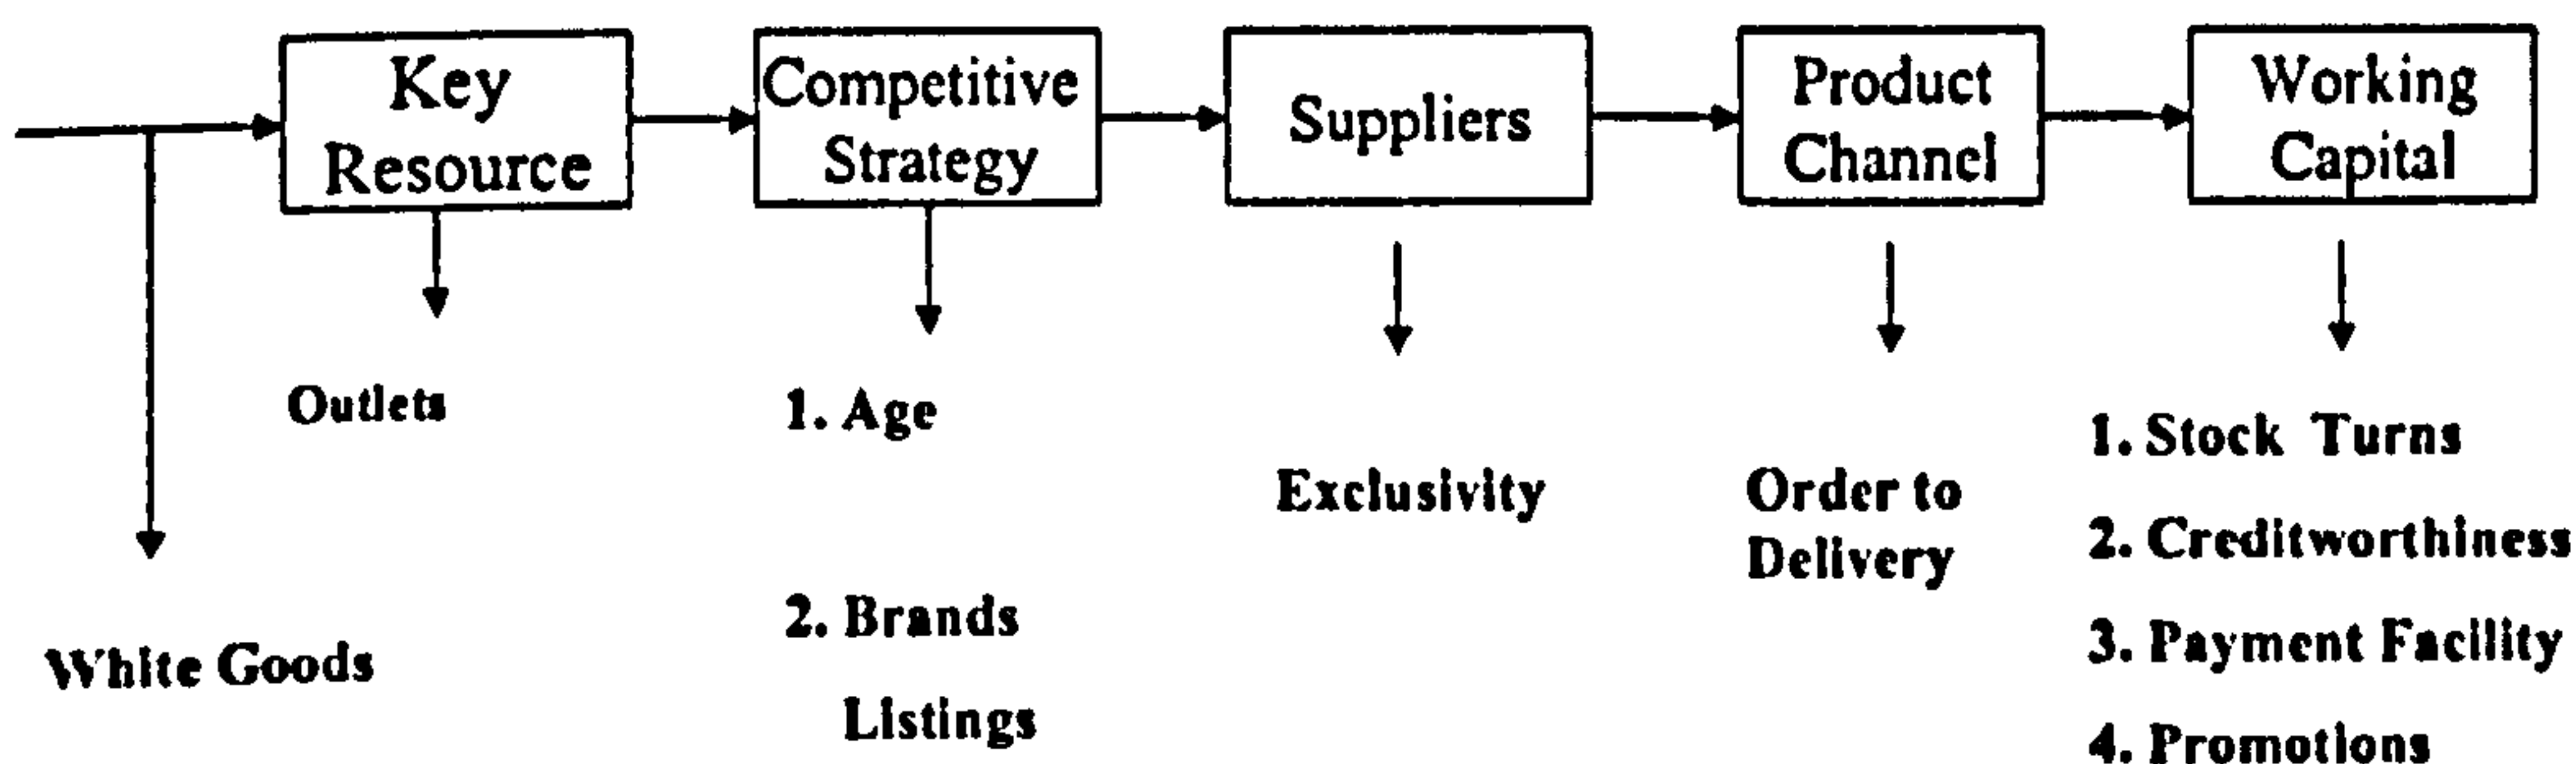 Key
Resource
Competitive
Strategy
Suppliers
Product
Channel
Working
Capital
Outlets
1. Age
2. Brands
Listings
Exclusivity
Order to
Delivery
1. Stock Turns
2. Creditworthiness
3. Payment Facility
4. Promotions
White Goods